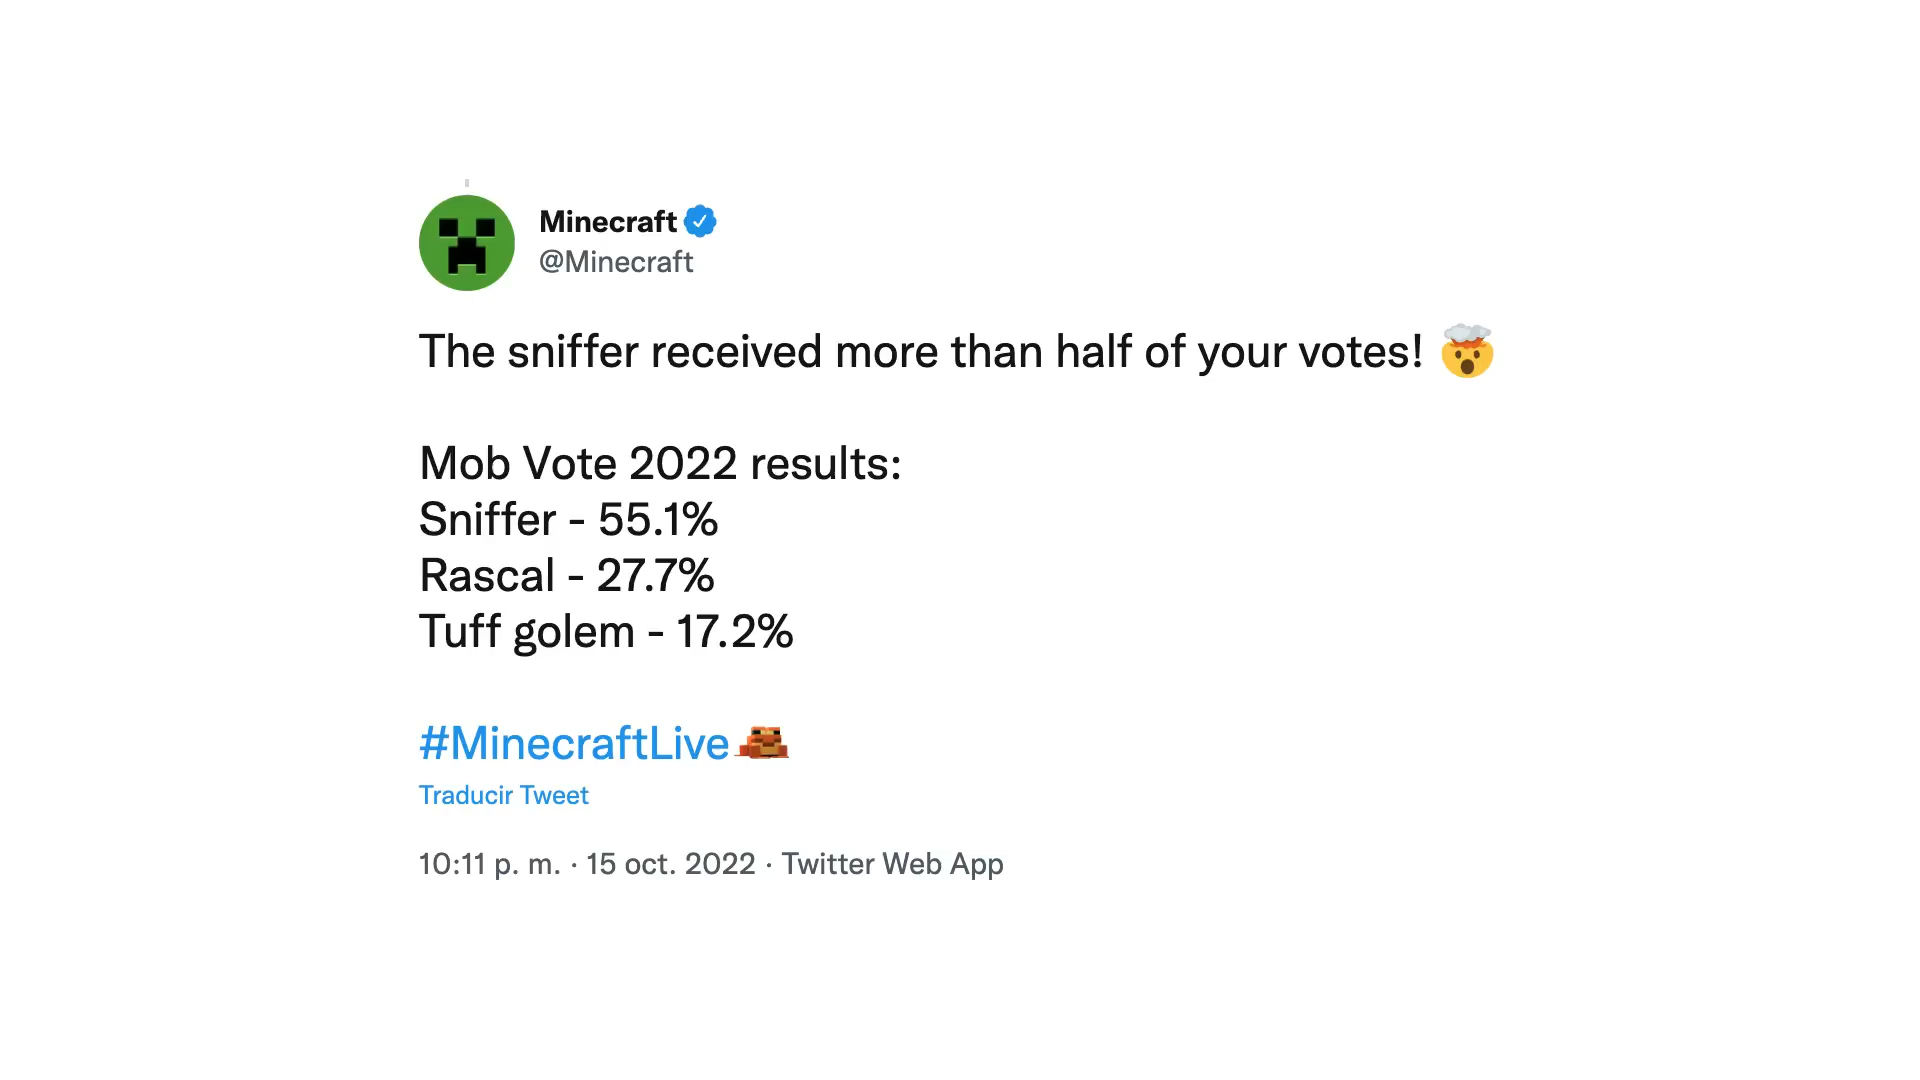 Minecraft
@Minecraft
The sniffer received more than half of your votes! 🤯
Mob Vote 2022 results:
Sniffer - 55.1%
Rascal - 27.7%
Tuff golem - 17.2%
#MinecraftLive
Traducir Tweet
10:11 p. m. · 15 oct. 2022 · Twitter Web App